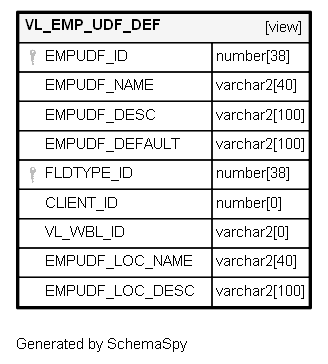 VL_EMP_UDF_DEF [view]
EMPUDF_ID number[38]
EMPUDF_NAME varchar2[40]
EMPUDF_DESC varchar2[100]
EMPUDF_DEFAULT varchar2[100]
FLDTYPE_ID number[38]
CLIENT_ID number[0]
VL_WBL_ID varchar2[0]
EMPUDF_LOC_NAME varchar2[40]
EMPUDF_LOC_DESC varchar2[100]
Generated by SchemaSpy